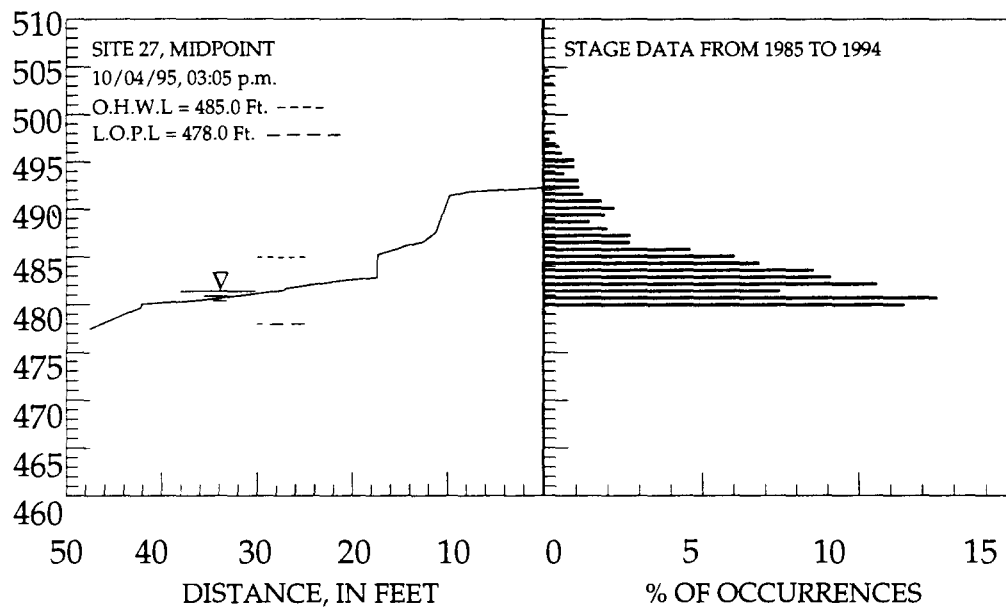 510
505
500
495
490
485
480
475
470
465
460
SITE 27, MIDPOINT
10/04/95, 03:05 p.m.
O.H.W.L = 485.0 Ft. ----
L.O.P.L = 478.0 Ft. — — — —
STAGE DATA FROM 1985 TO 1994
50 40 30 20 10 0 5 10 15
DISTANCE, IN FEET
% OF OCCURRENCES